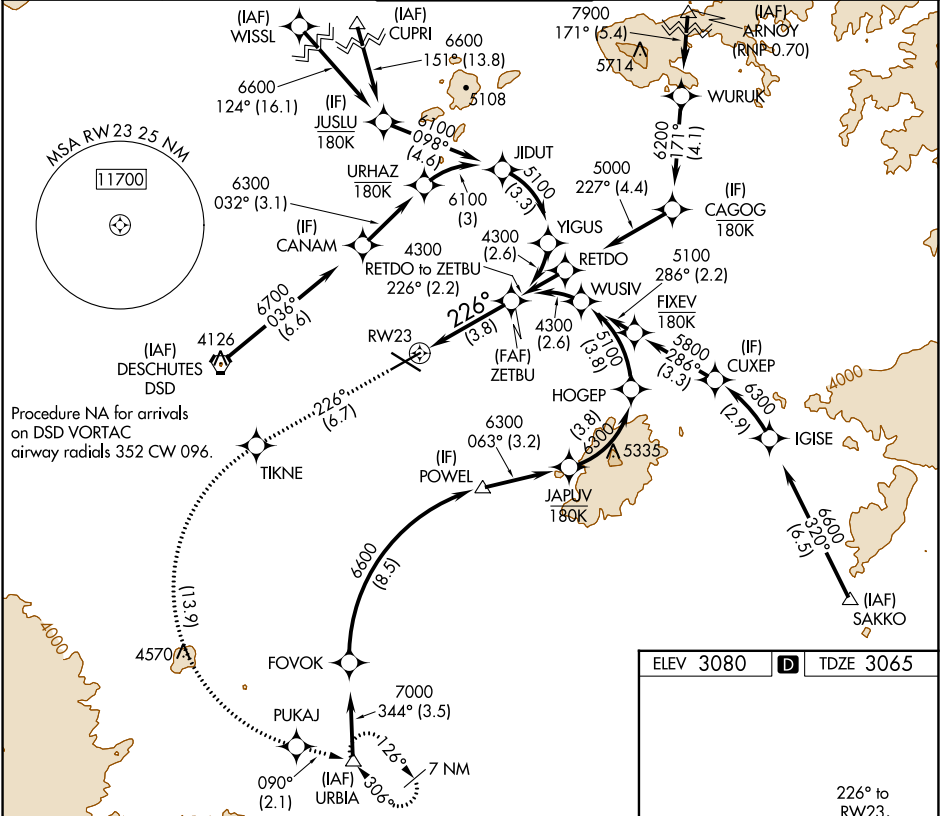 (IAF)
WISSL
(IAF)
CUPRI
7900
171° (5.4)
(IAF)
ARNOY
(RNP 0.70)
5714
6600
151° (13.8)
6600
124° (16.1)
5108
WURUK
(IF)
JUSLU
180K
6100
098°
(4.6)
6200
171°
(4.1)
MSA RW 23 25 NM
11700
JIDUT
URHAZ
180K
5000
227° (4.4)
6300
032° (3.1)
6100
(3)
5100
(3.3)
(IF)
CAGOG
180K
(IF)
CANAM
YIGUS
4300
(2.6)
4300
RETDO to ZETBU
226° (2.2)
RETDO
5100
286° (2.2)
WUSIV
FIXEV
180K
6700
036°
(6.6)
226°
(3.8)
4300
(2.6)
5100
(3.8)
5800
286°
(3.3)
(IF)
CUXEP
4126
RW23
(FAF)
ZETBU
(IAF)
DESCHUTES
DSD
4000
HOGEP
6300
(2.9)
Procedure NA for arrivals
on DSD VORTAC
airway radials 352 CW 096.
226°
(6.7)
6300
(3.8)
IGISE
6300
063° (3.2)
5335
TIKNE
(IF)
POWEL
JAPUV
180K
6600
320°
(6.5)
6600
(8.5)
(13.9)
(IAF)
SAKKO
4000
4570
FOVOK
ELEV 3080
D
TDZE 3065
7000
344° (3.5)
PUKAJ
126°
7 NM
306°
090°
(2.1)
(IAF)
URBIA
226° to
RW23.